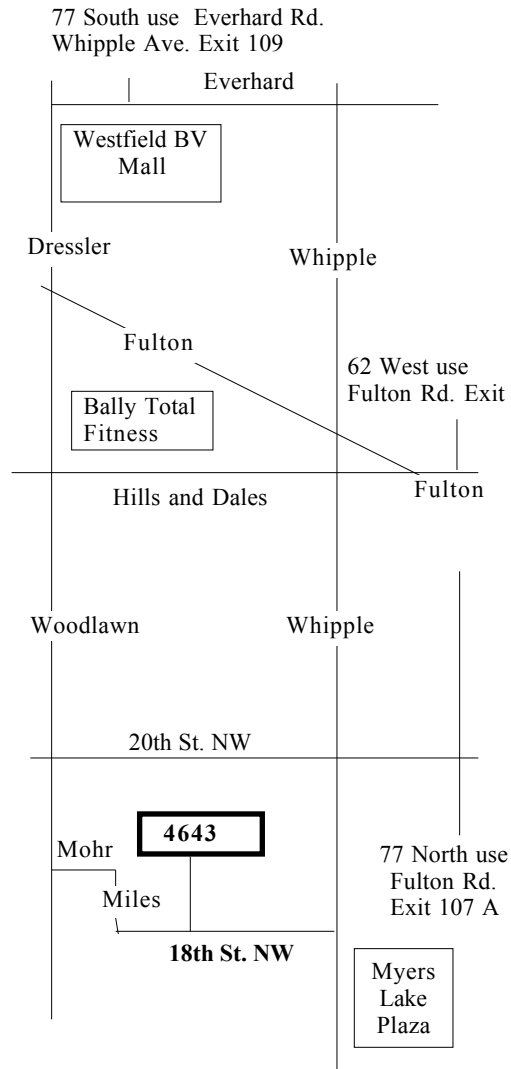 77 South use Everhard Rd.
Whipple Ave. Exit 109
Everhard
Westfield BV
Mall
Dressler
Whipple
Fulton
62 West use
Fulton Rd. Exit
Bally Total
Fitness
Fulton
Hills and Dales
Woodlawn
Whipple
20th St. NW
4643
Mohr
77 North use
Fulton Rd.
Exit 107 A
Miles
18th St. NW
Myers
Lake
Plaza